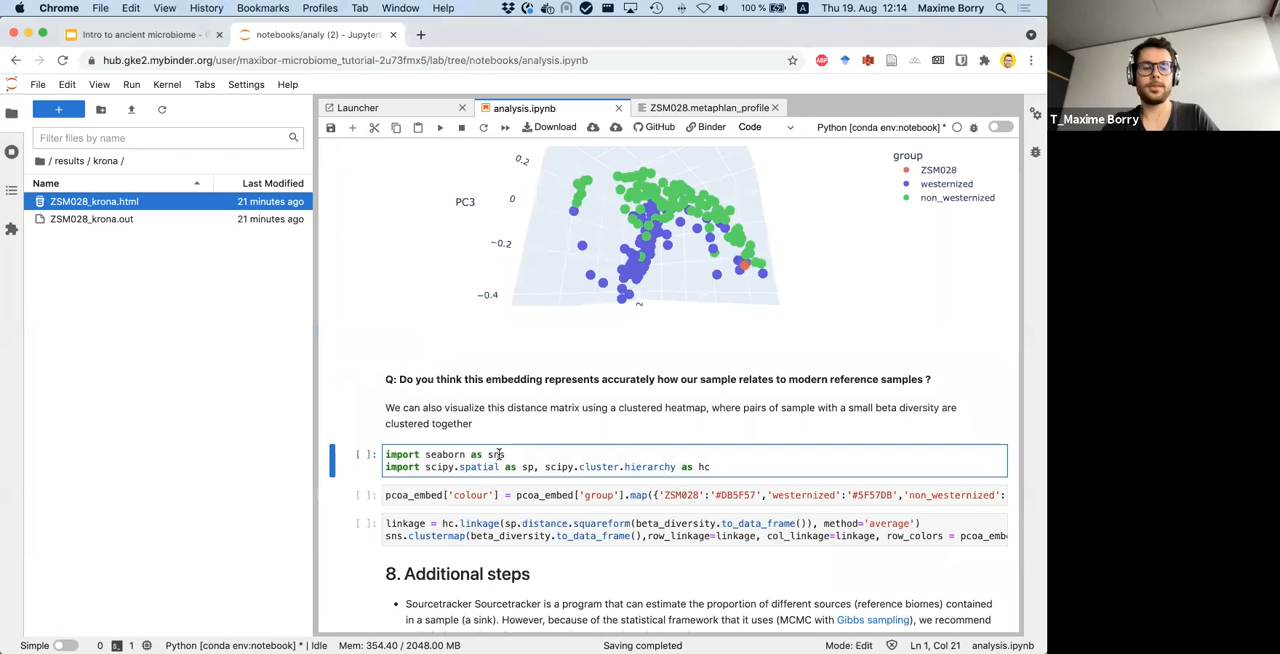 Chrome File Edit View History Bookmarks Profiles Tab Window Help 100 % A Thu 19. Aug 12:14 Maxime Borry
Intro to ancient microbiome - notebooks/analy (2) - Jupyter
hub.gke2.mybinder.org/user/maxibor-microbiome_tutorial-2u73fmx5/lab/tree/notebooks/analysis.ipynb
File Edit View Run Kernel Tabs Settings Help
Launcher analysis.ipynb ZSM028.metaphlan_profile
Download GitHub Binder Code Python [conda env:notebook] *
Filter files by name
/ results / krona /
Name Last Modified
ZSM028_krona.html 21 minutes ago
ZSM028_krona.out 21 minutes ago
group
ZSM028
westernized
non_westernized
PC3
0.2
0
−0.2
−0.4
Q: Do you think this embedding represents accurately how our sample relates to modern reference samples ?
We can also visualize this distance matrix using a clustered heatmap, where pairs of sample with a small beta diversity are
clustered together
[ ]: import seaborn as sns
import scipy.spatial as sp, scipy.cluster.hierarchy as hc
[ ]: pcoa_embed['colour'] = pcoa_embed['group'].map({'ZSM028':'#DB5F57','westernized':'#5F57DB','non_westernized':
[ ]: linkage = hc.linkage(sp.distance.squareform(beta_diversity.to_data_frame()), method='average')
sns.clustermap(beta_diversity.to_data_frame(),row_linkage=linkage, col_linkage=linkage, row_colors = pcoa_emb
8. Additional steps
• Sourcetracker Sourcetracker is a program that can estimate the proportion of different sources (reference biomes) contained
in a sample (a sink). However, because of the statistical framework that it uses (MCMC with Gibbs sampling), we recommend
Simple 0 1 Python [conda env:notebook] * | Idle Mem: 354.40 / 2048.00 MB Saving completed Mode: Edit Ln 1, Col 21 analysis.ipynb
T_Maxime Borry